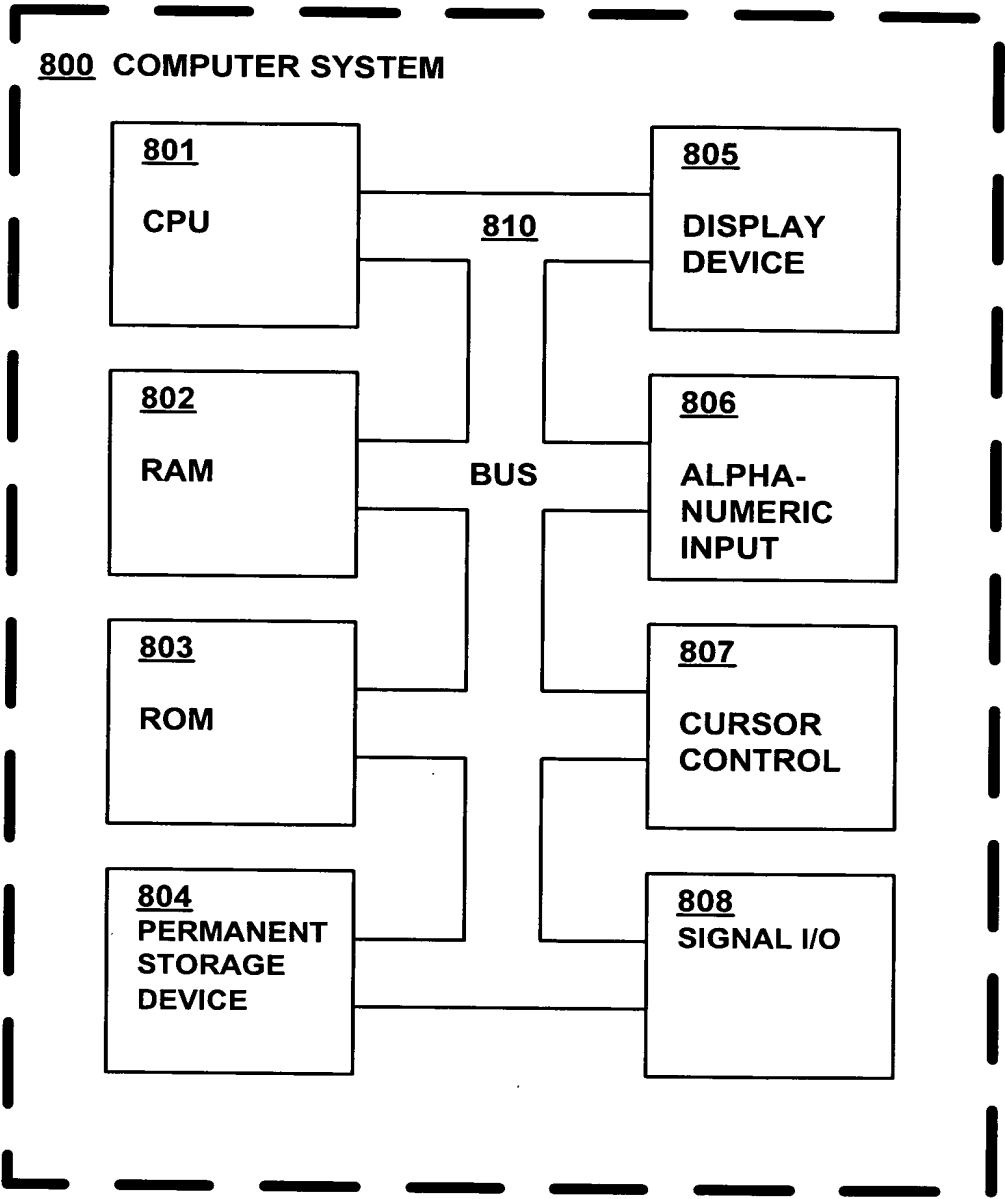 800 COMPUTER SYSTEM
801
CPU
805
DISPLAY
DEVICE
810
802
RAM
BUS
806
ALPHA-
NUMERIC
INPUT
803
ROM
807
CURSOR
CONTROL
804
PERMANENT
STORAGE
DEVICE
808
SIGNAL I/O